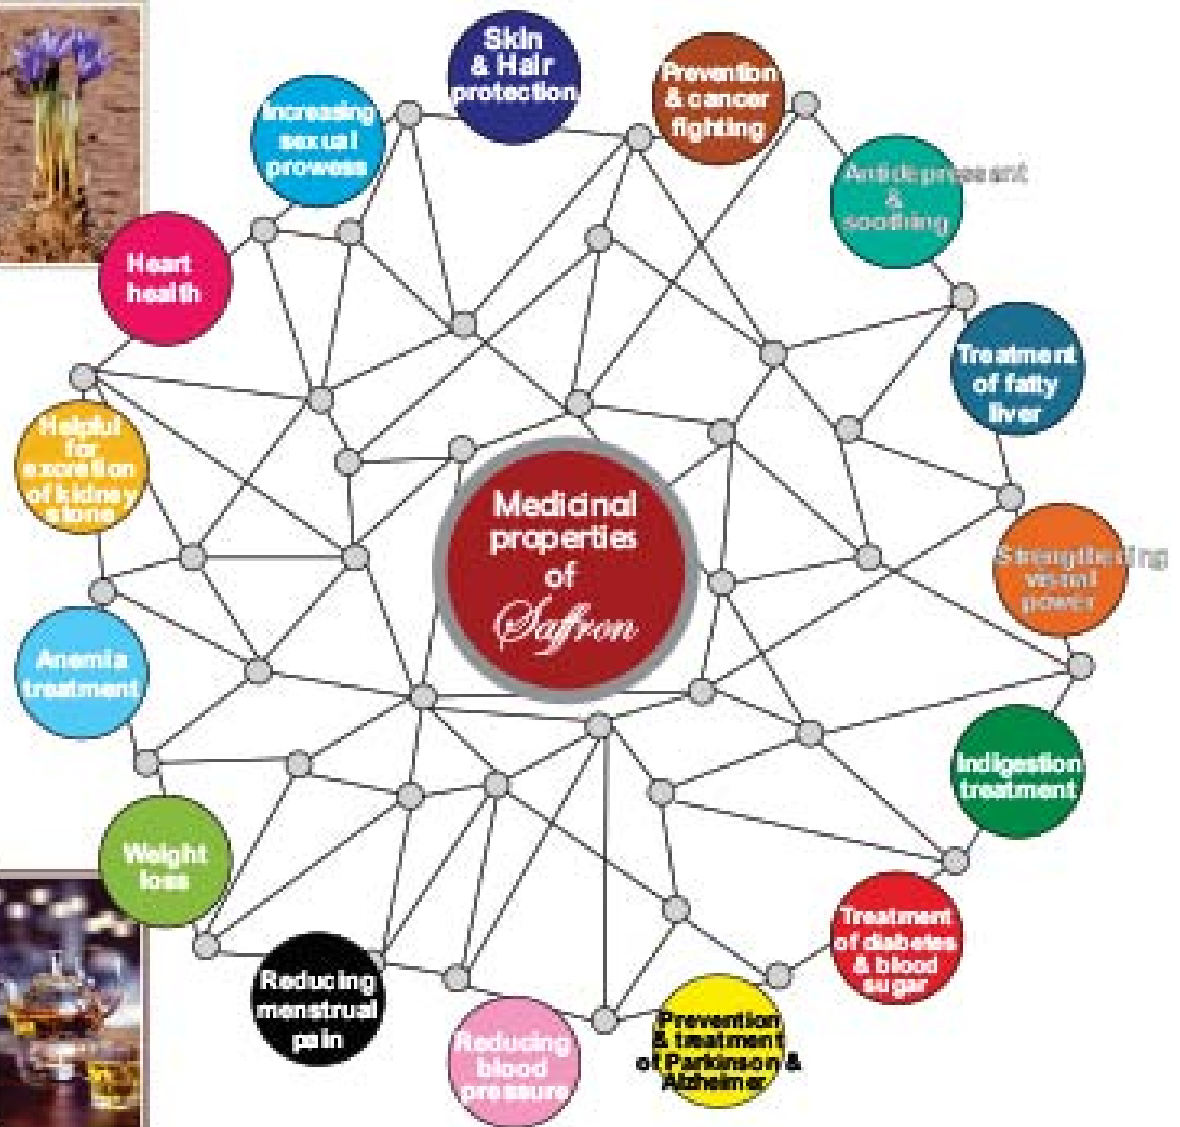 Medicinal
properties
of
Saffron
Skin
& Hair
protection
Prevention
& cancer
fighting
Antidepressant
&
soothing
Treatment
of fatty
liver
Strengthening
visual
power
Indigestion
treatment
Treatment
of diabetes
& blood
sugar
Prevention
& treatment
of Parkinson &
Alzheimer
Reducing
blood
pressure
Reducing
menstrual
pain
Weight
loss
Anemia
treatment
Helpful
for
excretion
of kidney
stone
Heart
health
Increasing
sexual
prowess